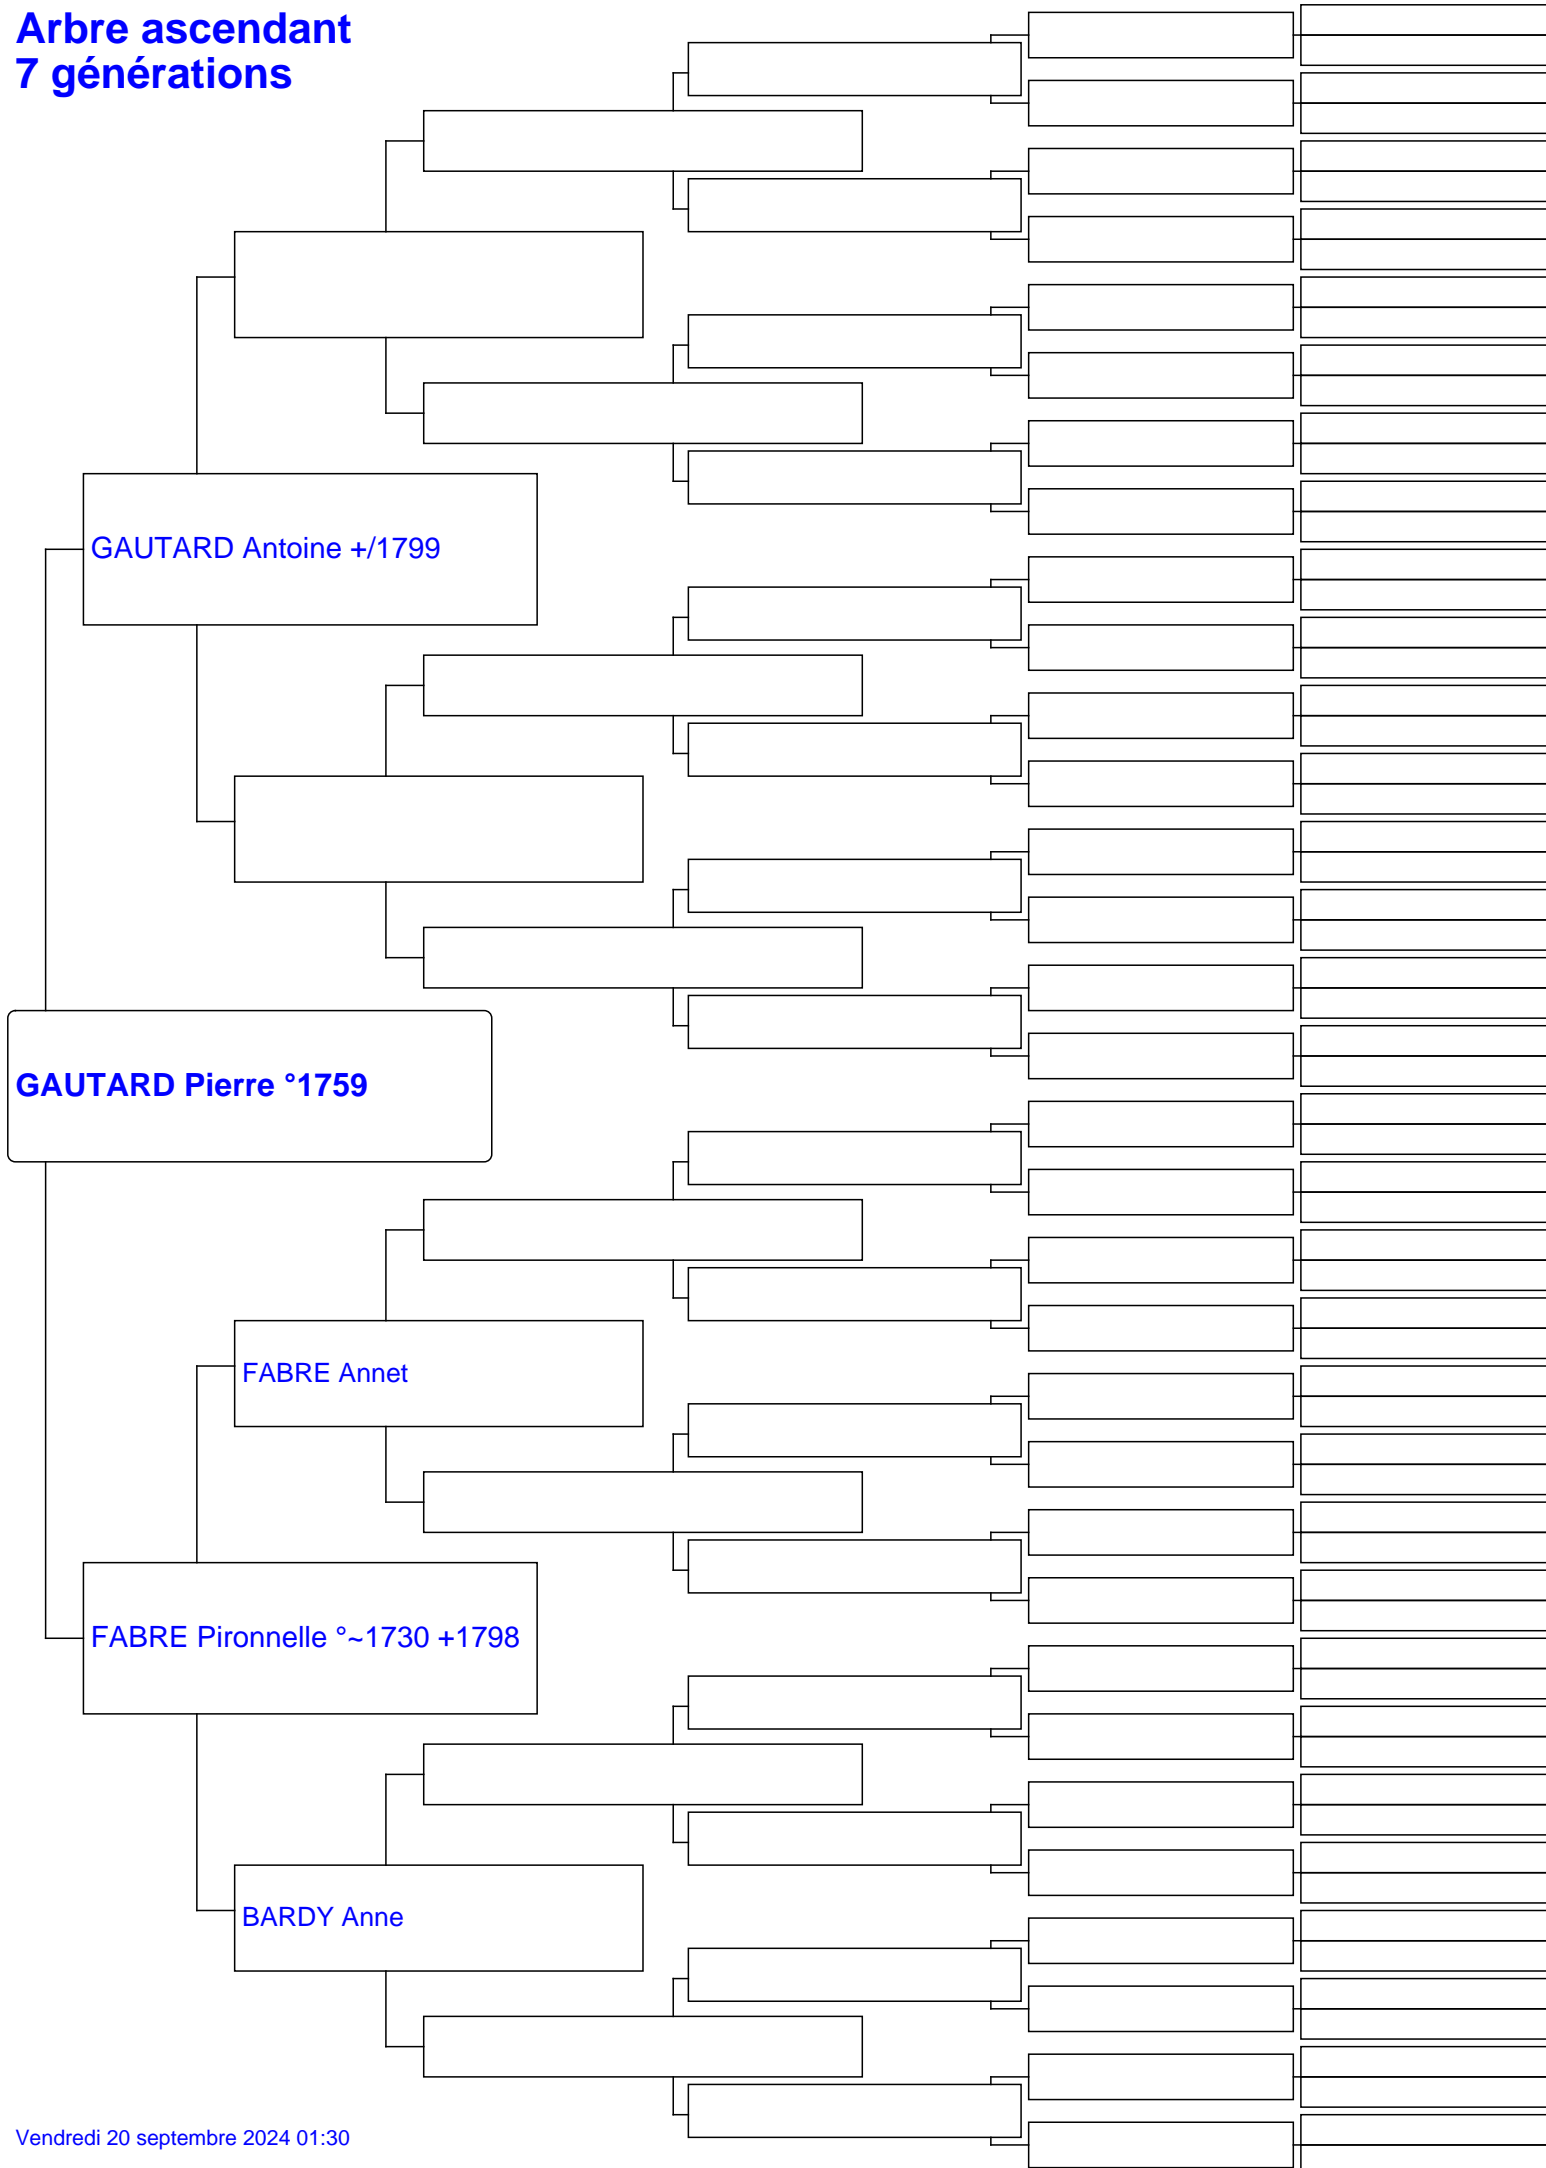 Arbre ascendant
7 générations
GAUTARD Antoine +/1799
GAUTARD Pierre °1759
FABRE Annet
FABRE Pironnelle °~1730 +1798
BARDY Anne
Vendredi 20 septembre 2024 01:30